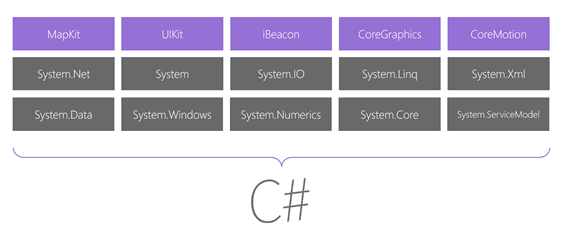 MapKit UIKit iBeacon CoreGraphics CoreMotion
System.Net System System.IO System.Linq System.Xml
System.Data System.Windows System.Numerics System.Core System.ServiceModel
C#